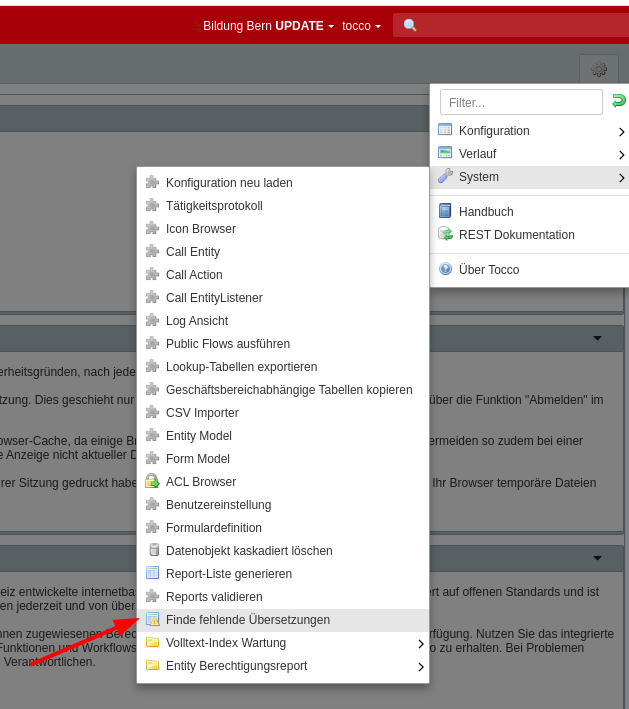 Bildung Bern UPDATE tocco
Filter...
Konfiguration
Verlauf
System
Handbuch
REST Dokumentation
Über Tocco
Konfiguration neu laden
Tätigkeitsprotokoll
Icon Browser
Call Entity
Call Action
Call EntityListener
Log Ansicht
Public Flows ausführen
Lookup-Tabellen exportieren
Geschäftsbereichabhängige Tabellen kopieren
CSV Importer
Entity Model
Form Model
ACL Browser
Benutzereinstellung
Formulardefinition
Datenobjekt kaskadiert löschen
Report-Liste generieren
Reports validieren
Finde fehlende Übersetzungen
Volltext-Index Wartung
Entity Berechtigungsreport
erheitsgründen, nach jede
tzung. Dies geschieht nur über die Funktion "Abmelden" im
owser-Cache, da einige Br ermeiden so zudem bei einer
e Anzeige nicht aktueller D
rer Sitzung gedruckt habe Ihr Browser temporäre Dateien
eiz entwickelte internetba rt auf offenen Standards und ist
en jederzeit und von über
nnen zugewiesenen Berec rfügung. Nutzen Sie das integrierte
Funktionen und Workflows o zu erhalten. Bei Problemen
Verantwortlichen.